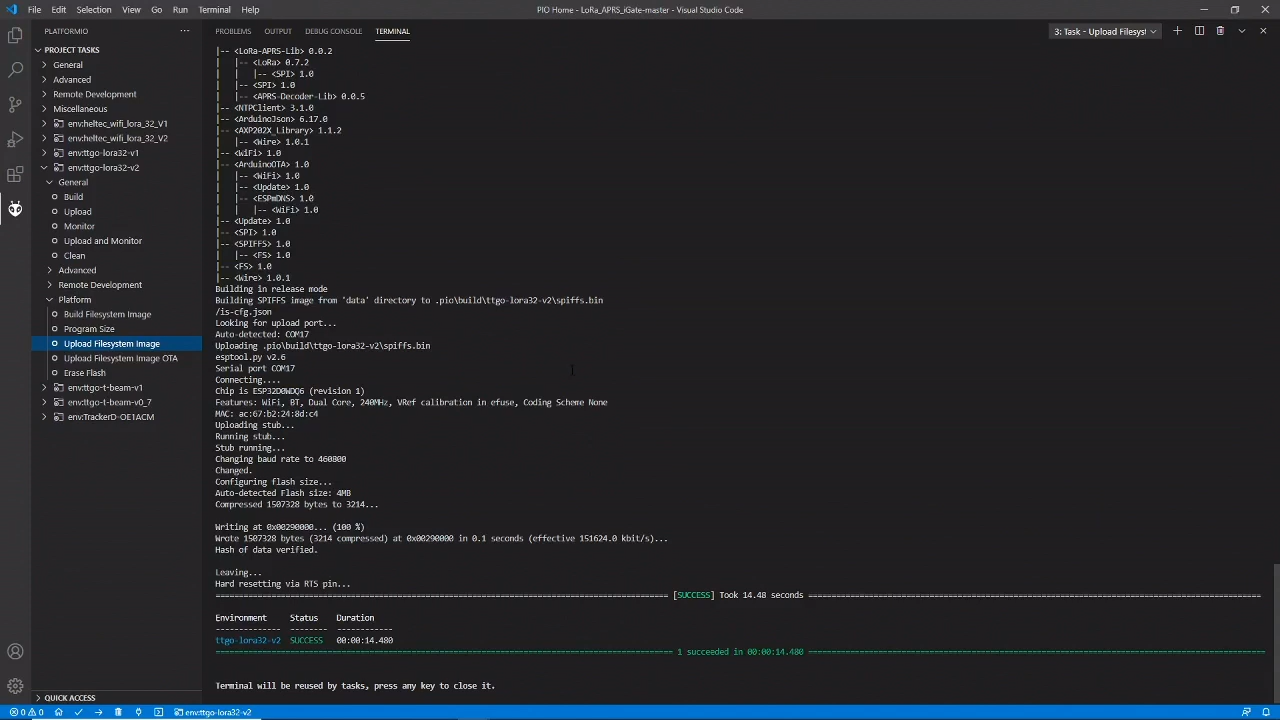 File Edit Selection View Go Run Terminal Help
PIO Home - LoRa_APRS_iGate-master - Visual Studio Code
PLATFORMIO
PROJECT TASKS
General
Advanced
Remote Development
Miscellaneous
env:heltec_wifi_lora_32_V1
env:heltec_wifi_lora_32_V2
env:ttgo-lora32-v1
env:ttgo-lora32-v2
General
Build
Upload
Monitor
Upload and Monitor
Clean
Advanced
Remote Development
Platform
Build Filesystem Image
Program Size
Upload Filesystem Image
Upload Filesystem Image OTA
Erase Flash
env:ttgo-t-beam-v1
env:ttgo-t-beam-v0_7
env:TrackerD-OETACM
QUICK ACCESS
PROBLEMS OUTPUT DEBUG CONSOLE TERMINAL
3: Task - Upload Filesyst
|-- <LoRa-APRS-Lib> 0.0.2
| |-- <LoRa> 0.7.2
| | |-- <SPI> 1.0
| |-- <SPI> 1.0
| |-- <APRS-Decoder-Lib> 0.0.5
|-- <NTPClient> 3.1.0
|-- <ArduinoJson> 6.17.0
|-- <AXP202X_Library> 1.1.2
| |-- <Wire> 1.0.1
|-- <WiFi> 1.0
|-- <ArduinoOTA> 1.0
| |-- <WiFi> 1.0
| |-- <Update> 1.0
| |-- <ESPmDNS> 1.0
| | |-- <WiFi> 1.0
|-- <Update> 1.0
|-- <SPI> 1.0
|-- <SPIFFS> 1.0
| |-- <FS> 1.0
|-- <FS> 1.0
|-- <Wire> 1.0.1
Building in release mode
Building SPIFFS image from 'data' directory to .pio\build\ttgo-lora32-v2\spiffs.bin
/is-cfg.json
Looking for upload port...
Auto-detected: COM17
Uploading .pio\build\ttgo-lora32-v2\spiffs.bin
esptool.py v2.6
Serial port COM17
Connecting....
Chip is ESP32D0WDQ6 (revision 1)
Features: WiFi, BT, Dual Core, 240MHz, VRef calibration in efuse, Coding Scheme None
MAC: ac:67:b2:24:8d:c4
Uploading stub...
Running stub...
Stub running...
Changing baud rate to 460800
Changed.
Configuring flash size...
Auto-detected Flash size: 4MB
Compressed 1507328 bytes to 3214...
Writing at 0x00290000... (100 %)
Wrote 1507328 bytes (3214 compressed) at 0x00290000 in 0.1 seconds (effective 151624.0 kbit/s)...
Hash of data verified.
Leaving...
Hard resetting via RTS pin...
[SUCCESS] Took 14.48 seconds
Environment Status Duration
ttgo-lora32-v2 SUCCESS 00:00:14.480
1 succeeded in 00:00:14.480
Terminal will be reused by tasks, press any key to close it.
0 0 env:ttgo-lora32-v2